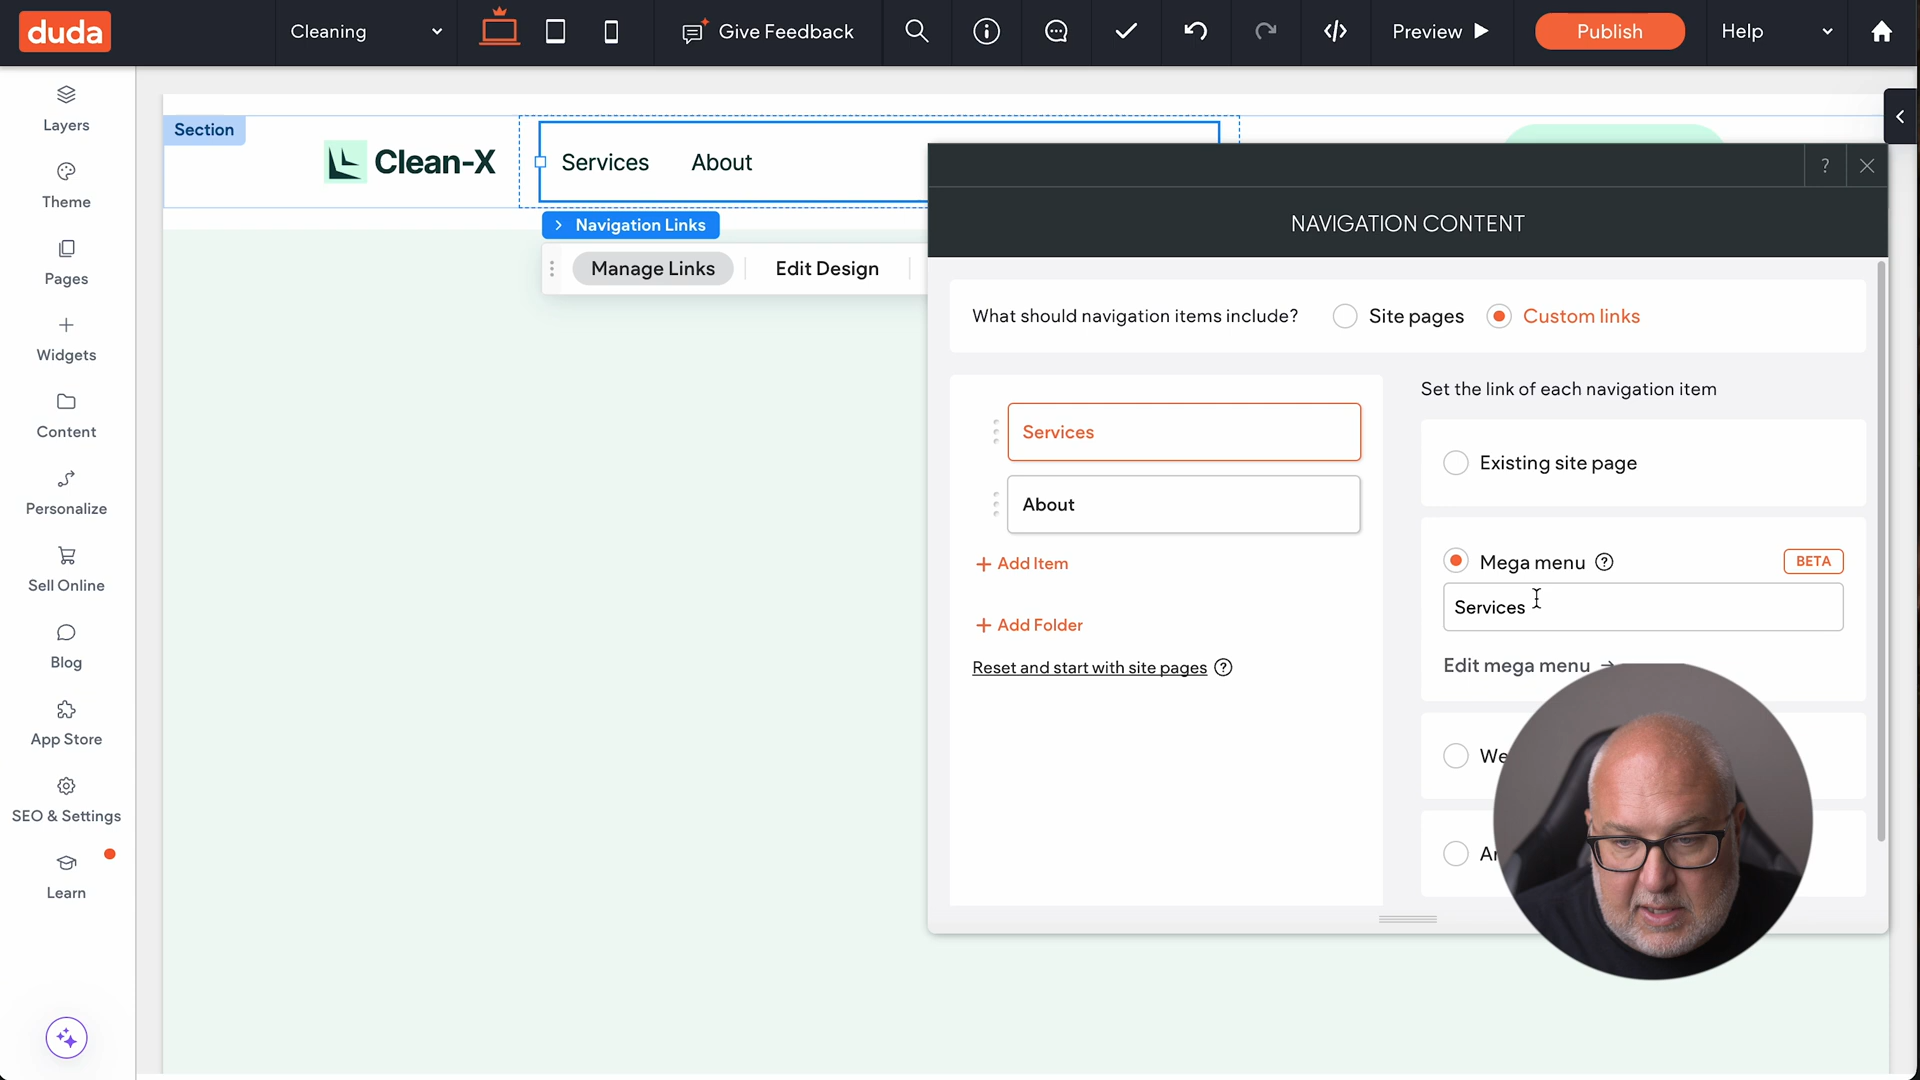 duda
Cleaning
Give Feedback
Preview
Publish
Help
Layers
Theme
Pages
Widgets
Content
Personalize
Sell Online
Blog
App Store
SEO & Settings
Learn
Section
Clean-X
Services
About
Navigation Links
Manage Links
Edit Design
?
NAVIGATION CONTENT
What should navigation items include?
Site pages
Custom links
Services
About
+ Add Item
+ Add Folder
Reset and start with site pages ?
Set the link of each navigation item
Existing site page
Mega menu ?
BETA
Services
Edit mega menu →